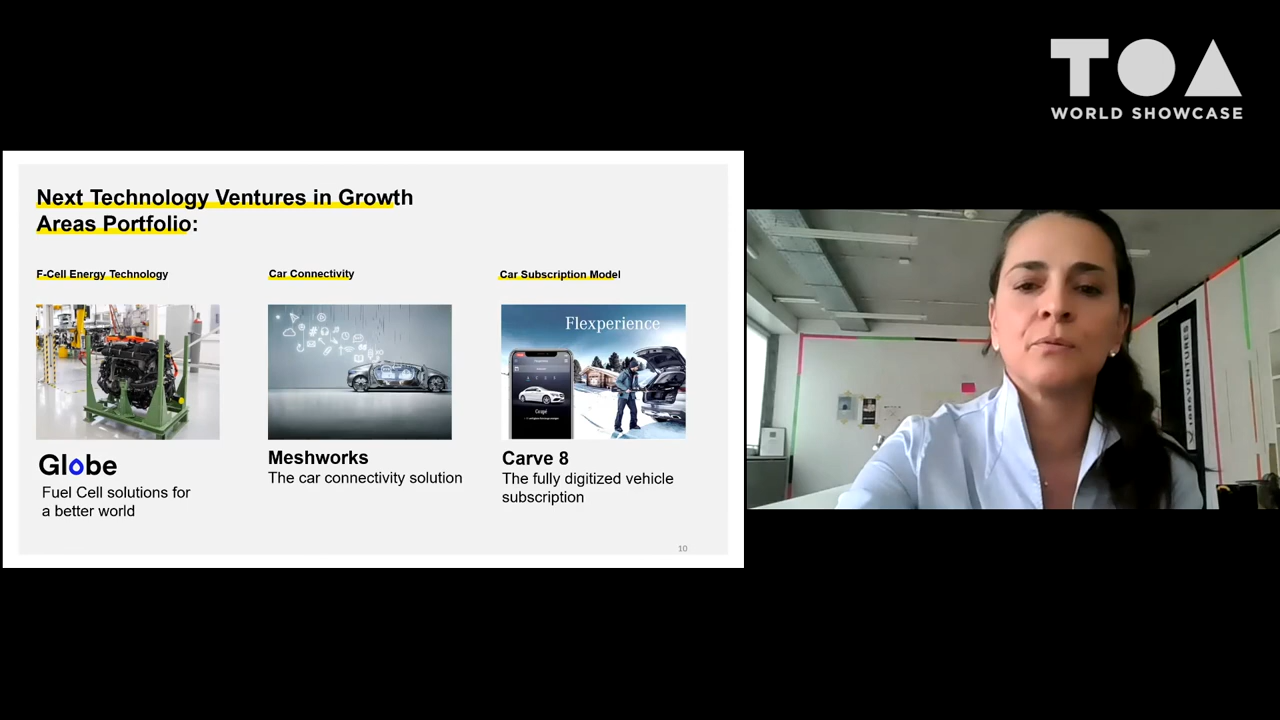 TOA
WORLD SHOWCASE
Next Technology Ventures in Growth
Areas Portfolio:
F-Cell Energy Technology
Car Connectivity
Car Subscription Model
Flexperience
Globe
Fuel Cell solutions for
a better world
Meshworks
The car connectivity solution
Carve 8
The fully digitized vehicle
subscription
10